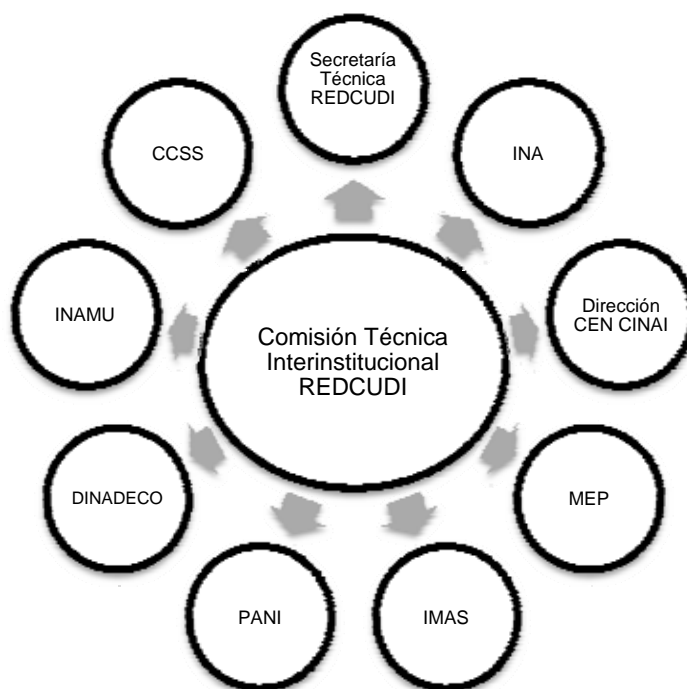 Secretaría
Técnica
REDCUDI
CCSS
INA
INAMU
Dirección
CEN CINAI
Comisión Técnica
Interinstitucional
REDCUDI
DINADECO
MEP
PANI
IMAS